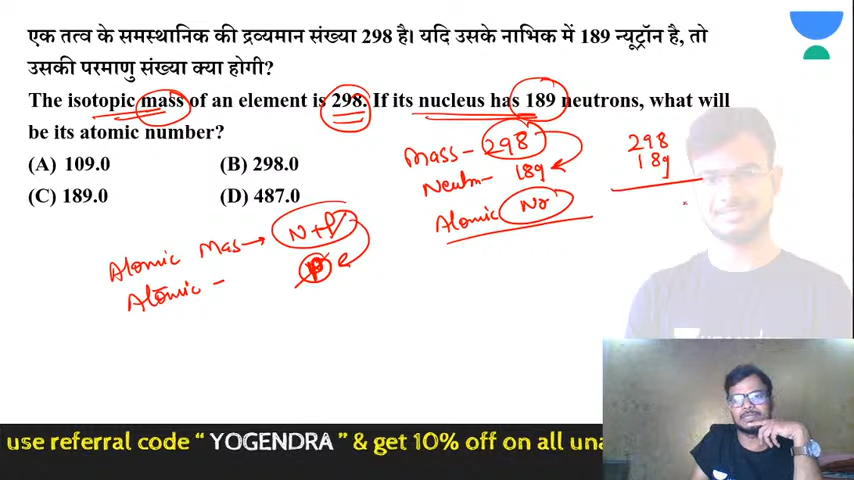 एक तत्व के समस्थानिक की द्रव्यमान संख्या 298 है। यदि उसके नाभिक में 189 न्यूट्रॉन है, तो
उसकी परमाणु संख्या क्या होगी?
The isotopic mass of an element is 298. If its nucleus has 189 neutrons, what will
be its atomic number?
(A) 109.0 (B) 298.0
(C) 189.0 (D) 487.0
Mass - 298
Neutm - 189
Atomic Nor
298
189
Atomic Mas → N+P
Atomic - P
use referral code “ YOGENDRA ” & get 10% off on all una